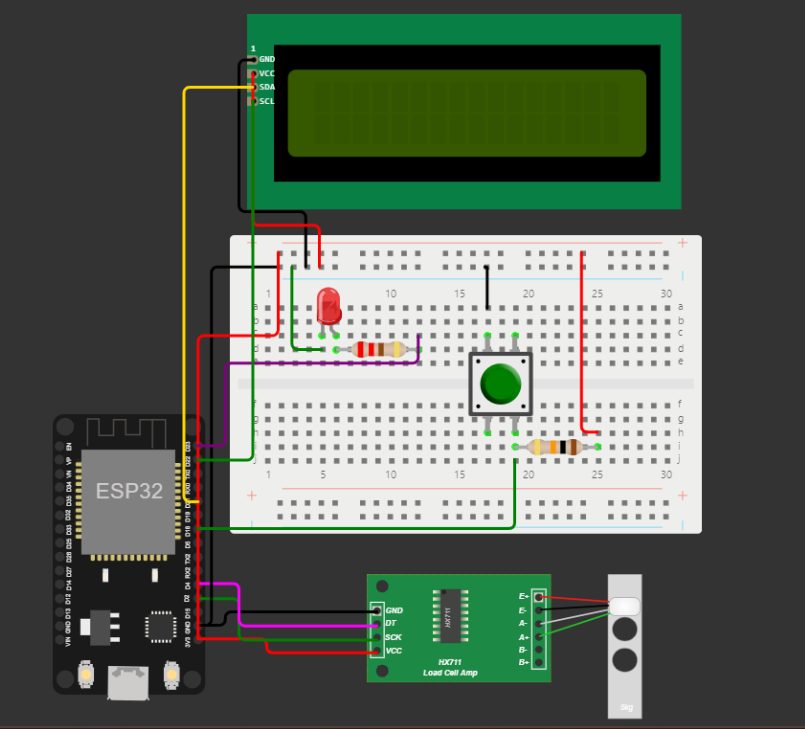 1
GND
VCC
SDA
SCL
+ +
1 5 10 15 20 25 30
a a
b b
c c
d d
e e
f f
g g
h h
i i
j j
1 5 10 15 20 25 30
+ +
ESP32
EN
VP
VN
D34
D35
D32
D33
D25
D26
D27
D14
D12
D13
GND
VIN
D23
D22
TX0
RX0
D19
D18
D5
TX2
RX2
D4
D2
D15
GND
3V3
GND
DT
SCK
VCC
HX711
HX711
Load Cell Amp
E+
E-
A-
A+
B-
B+
5kg